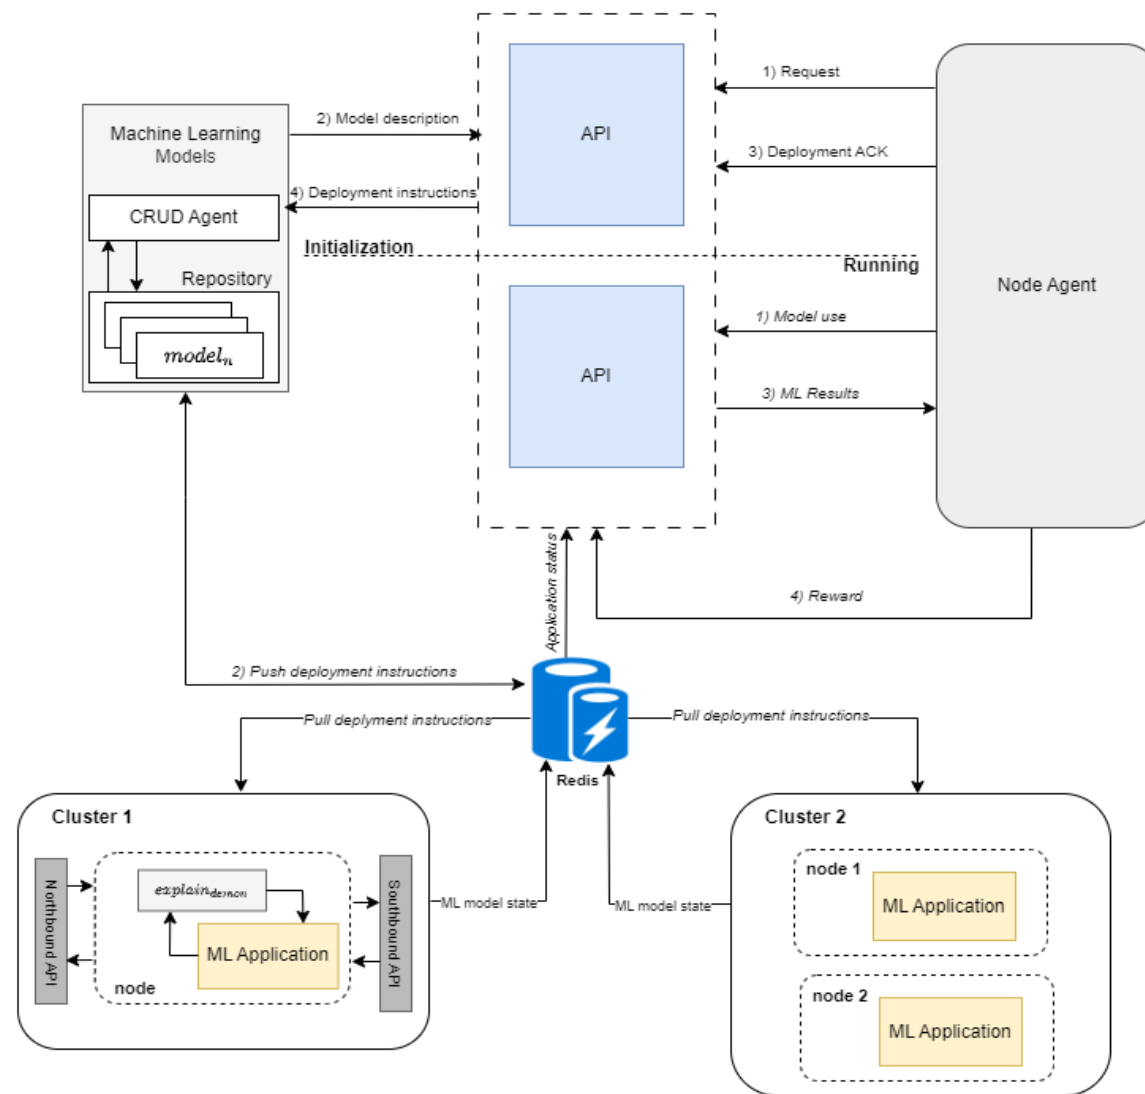 1) Request
Machine Learning
Models
2) Model description
API
3) Deployment ACK
4) Deployment instructions
CRUD Agent
Initialization
Running
Repository
Node Agent
1) Model use
model_n
API
3) ML Results
Application status
4) Reward
2) Push deployment instructions
Pull deplyment instructions
Pull deployment instructions
Redis
Cluster 1
Northbound API
explain_demon
ML Application
node
Southbound API
ML model state
ML model state
Cluster 2
node 1
ML Application
node 2
ML Application